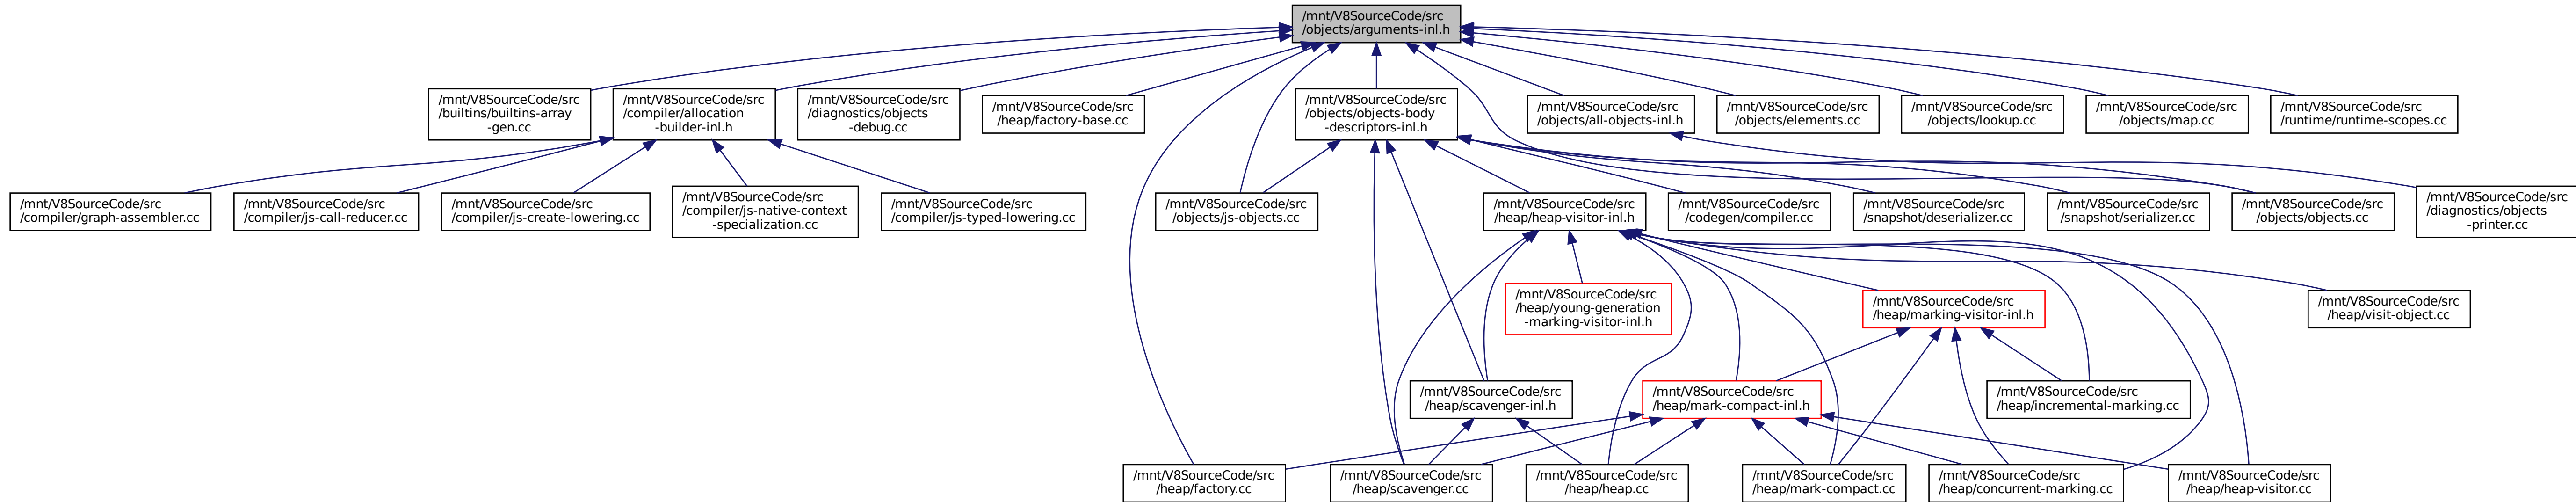 /mnt/V8SourceCode/src
/objects/arguments-inl.h
/mnt/V8SourceCode/src
/builtins/builtins-array
-gen.cc
/mnt/V8SourceCode/src
/compiler/allocation
-builder-inl.h
/mnt/V8SourceCode/src
/diagnostics/objects
-debug.cc
/mnt/V8SourceCode/src
/heap/factory-base.cc
/mnt/V8SourceCode/src
/objects/objects-body
-descriptors-inl.h
/mnt/V8SourceCode/src
/objects/all-objects-inl.h
/mnt/V8SourceCode/src
/objects/elements.cc
/mnt/V8SourceCode/src
/objects/lookup.cc
/mnt/V8SourceCode/src
/objects/map.cc
/mnt/V8SourceCode/src
/runtime/runtime-scopes.cc
/mnt/V8SourceCode/src
/compiler/graph-assembler.cc
/mnt/V8SourceCode/src
/compiler/js-call-reducer.cc
/mnt/V8SourceCode/src
/compiler/js-create-lowering.cc
/mnt/V8SourceCode/src
/compiler/js-native-context
-specialization.cc
/mnt/V8SourceCode/src
/compiler/js-typed-lowering.cc
/mnt/V8SourceCode/src
/objects/js-objects.cc
/mnt/V8SourceCode/src
/heap/heap-visitor-inl.h
/mnt/V8SourceCode/src
/codegen/compiler.cc
/mnt/V8SourceCode/src
/snapshot/deserializer.cc
/mnt/V8SourceCode/src
/snapshot/serializer.cc
/mnt/V8SourceCode/src
/objects/objects.cc
/mnt/V8SourceCode/src
/diagnostics/objects
-printer.cc
/mnt/V8SourceCode/src
/heap/young-generation
-marking-visitor-inl.h
/mnt/V8SourceCode/src
/heap/marking-visitor-inl.h
/mnt/V8SourceCode/src
/heap/visit-object.cc
/mnt/V8SourceCode/src
/heap/scavenger-inl.h
/mnt/V8SourceCode/src
/heap/mark-compact-inl.h
/mnt/V8SourceCode/src
/heap/incremental-marking.cc
/mnt/V8SourceCode/src
/heap/factory.cc
/mnt/V8SourceCode/src
/heap/scavenger.cc
/mnt/V8SourceCode/src
/heap/heap.cc
/mnt/V8SourceCode/src
/heap/mark-compact.cc
/mnt/V8SourceCode/src
/heap/concurrent-marking.cc
/mnt/V8SourceCode/src
/heap/heap-visitor.cc